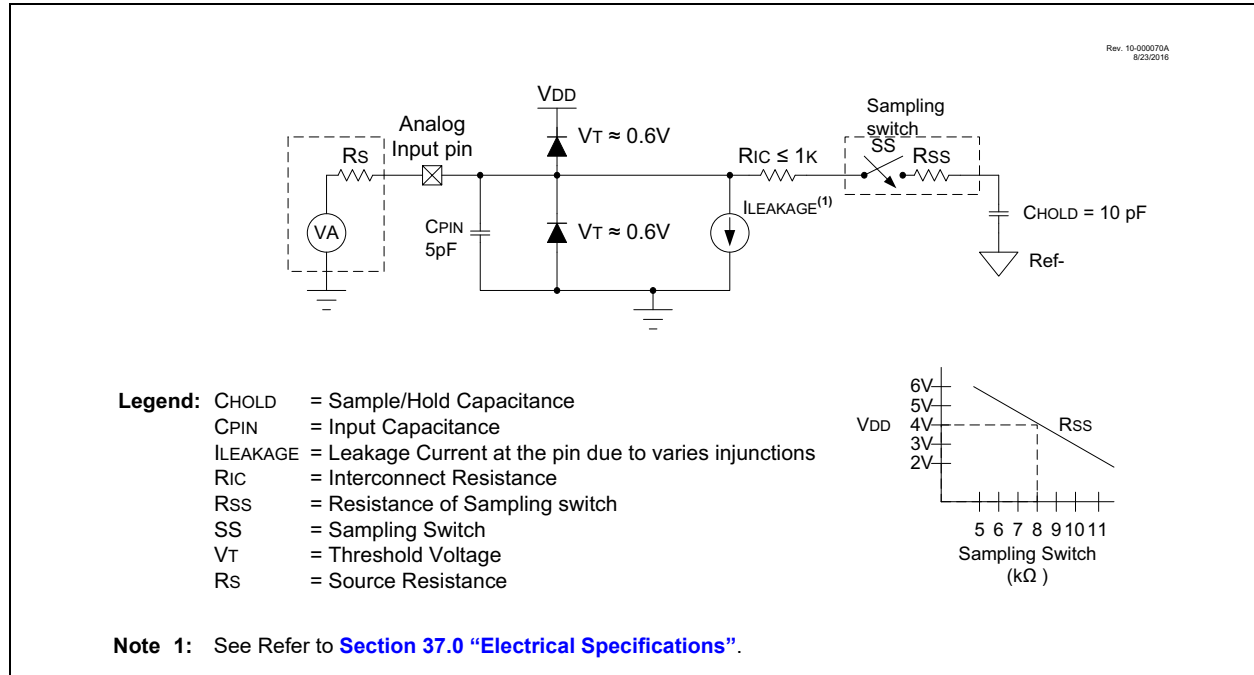 Rev. 10-000070A
8/23/2016
VDD
Sampling
switch
Analog
Input pin
VT ≈ 0.6V
RS
RIC ≤ 1K
SS
RSS
ILEAKAGE(1)
CHOLD = 10 pF
VA
CPIN
5pF
VT ≈ 0.6V
Ref-
Legend: CHOLD = Sample/Hold Capacitance
CPIN = Input Capacitance
ILEAKAGE = Leakage Current at the pin due to varies injunctions
RIC = Interconnect Resistance
RSS = Resistance of Sampling switch
SS = Sampling Switch
VT = Threshold Voltage
RS = Source Resistance
6V
5V
VDD 4V
RSS
3V
2V
5 6 7 8 9 10 11
Sampling Switch
(kΩ )
Note 1: See Refer to Section 37.0 “Electrical Specifications”.